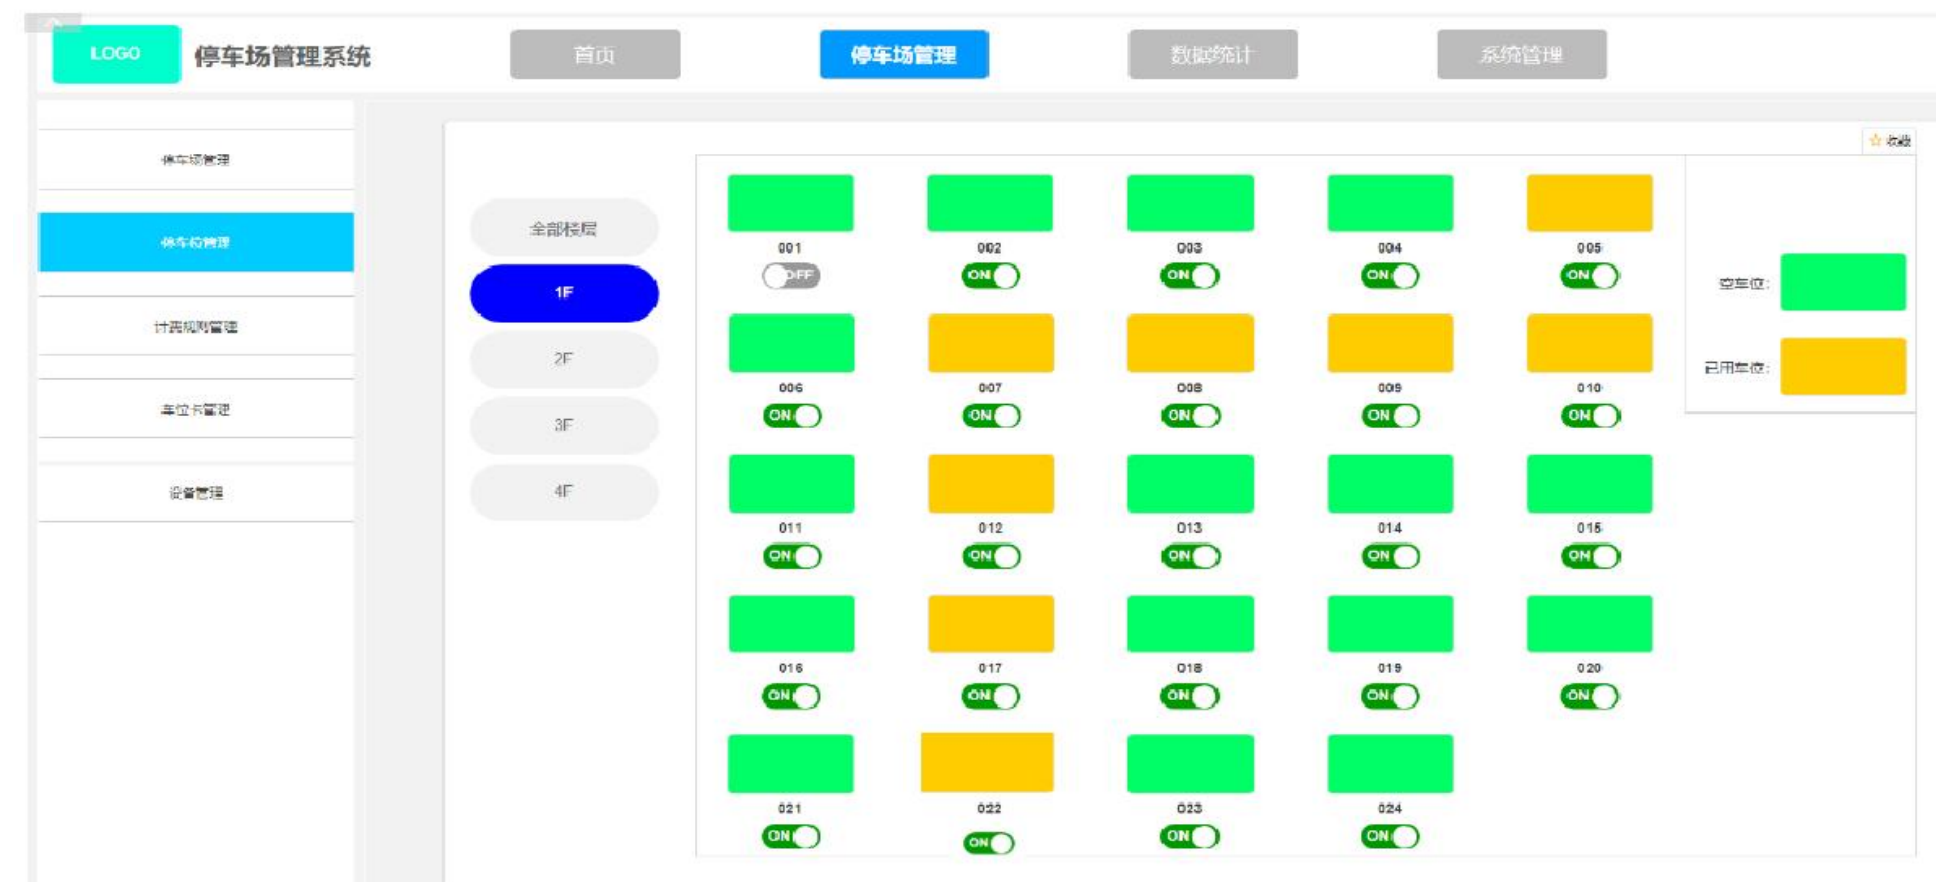 LOGO
停车场管理系统
首页
停车场管理
数据统计
系统管理
停车场管理
停车位管理
计费规则管理
车位卡管理
设备管理
☆ 收藏
全部楼层
1F
2F
3F
4F
001 002 003 004 005
OFF ON ON ON ON
006 007 008 009 010
ON ON ON ON ON
011 012 013 014 015
ON ON ON ON ON
016 017 018 019 020
ON ON ON ON ON
021 022 023 024
ON ON ON ON
空车位:
已用车位: